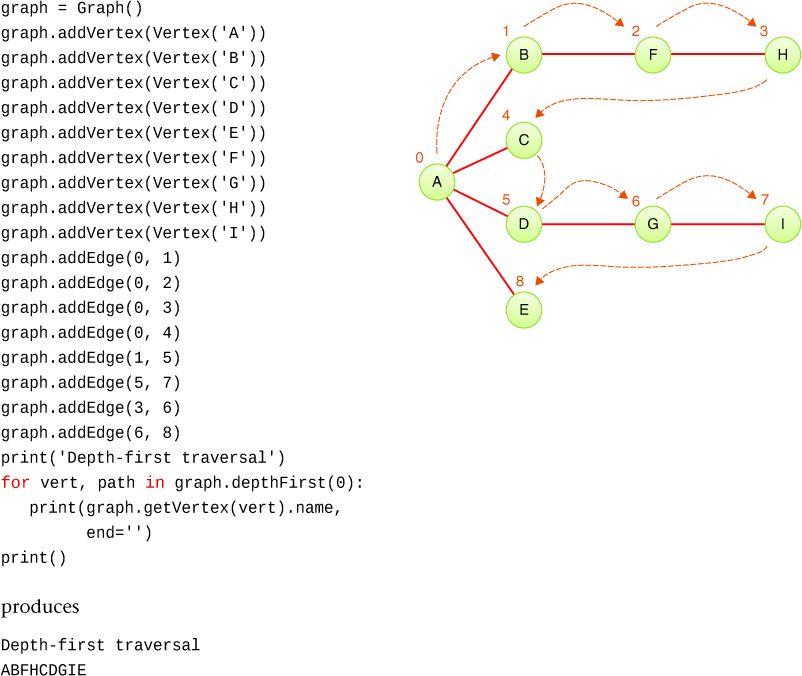 graph = Graph()
graph.addVertex(Vertex('A'))
graph.addVertex(Vertex('B'))
graph.addVertex(Vertex('C'))
graph.addVertex(Vertex('D'))
graph.addVertex(Vertex('E'))
graph.addVertex(Vertex('F'))
graph.addVertex(Vertex('G'))
graph.addVertex(Vertex('H'))
graph.addVertex(Vertex('I'))
graph.addEdge(0, 1)
graph.addEdge(0, 2)
graph.addEdge(0, 3)
graph.addEdge(0, 4)
graph.addEdge(1, 5)
graph.addEdge(5, 7)
graph.addEdge(3, 6)
graph.addEdge(6, 8)
print('Depth-first traversal')
for vert, path in graph.depthFirst(0):
   print(graph.getVertex(vert).name,
         end='')
print()
produces
Depth-first traversal
ABFHCDGIE
1 2 3
B F H
4
C
0
A
5 6 7
D G I
8
E